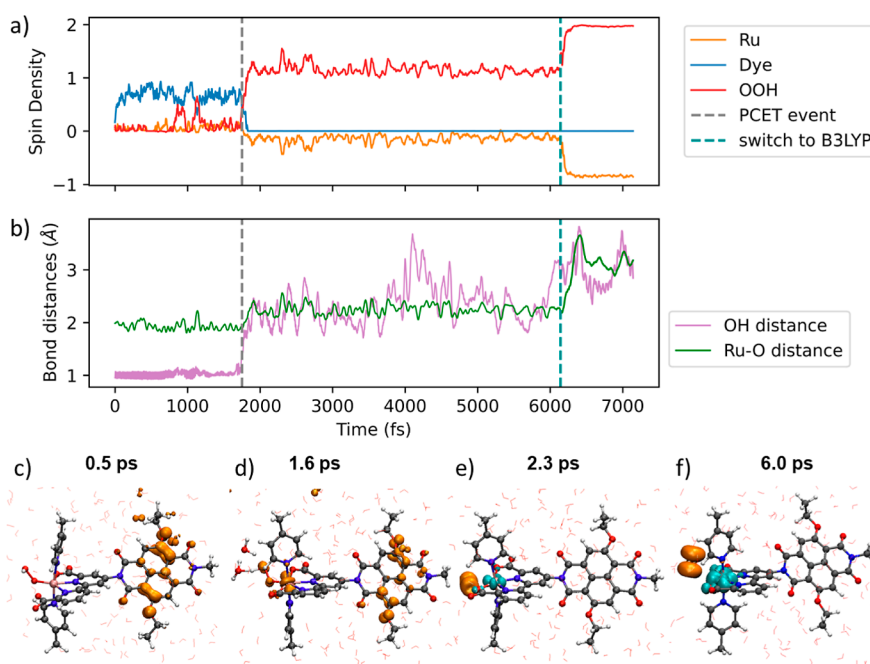 a)
2
1
0
−1
Spin Density
Ru
Dye
OOH
PCET event
switch to B3LYP
b)
3
2
1
Bond distances (Å)
OH distance
Ru-O distance
0 1000 2000 3000 4000 5000 6000 7000
Time (fs)
c) 0.5 ps d) 1.6 ps e) 2.3 ps f) 6.0 ps